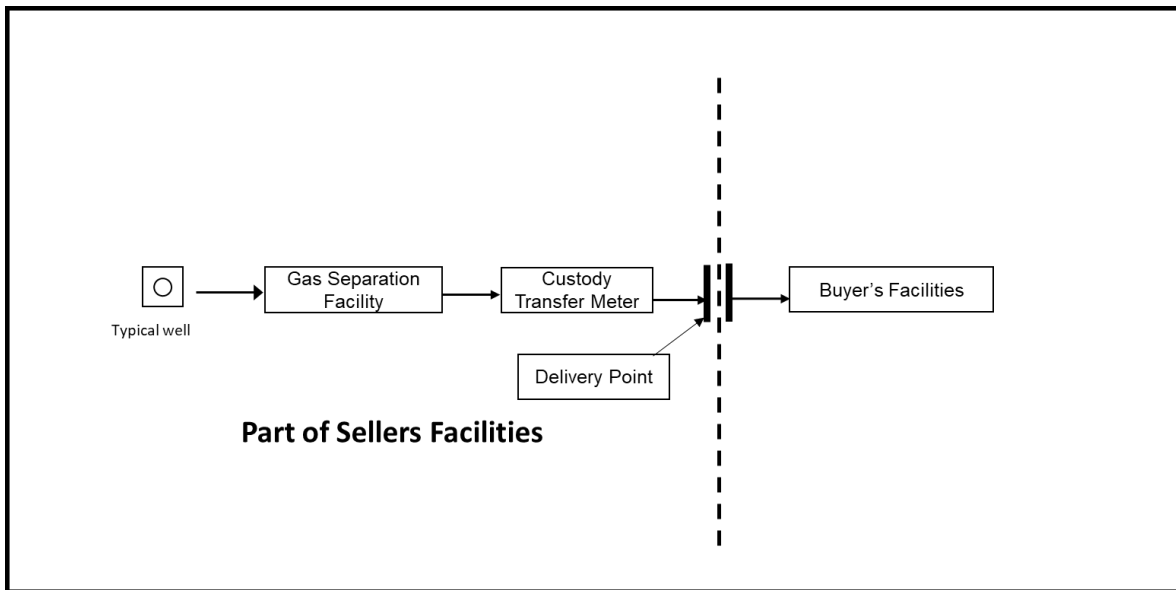 Typical well
Gas Separation
Facility
Custody
Transfer Meter
Delivery Point
Buyer's Facilities
Part of Sellers Facilities